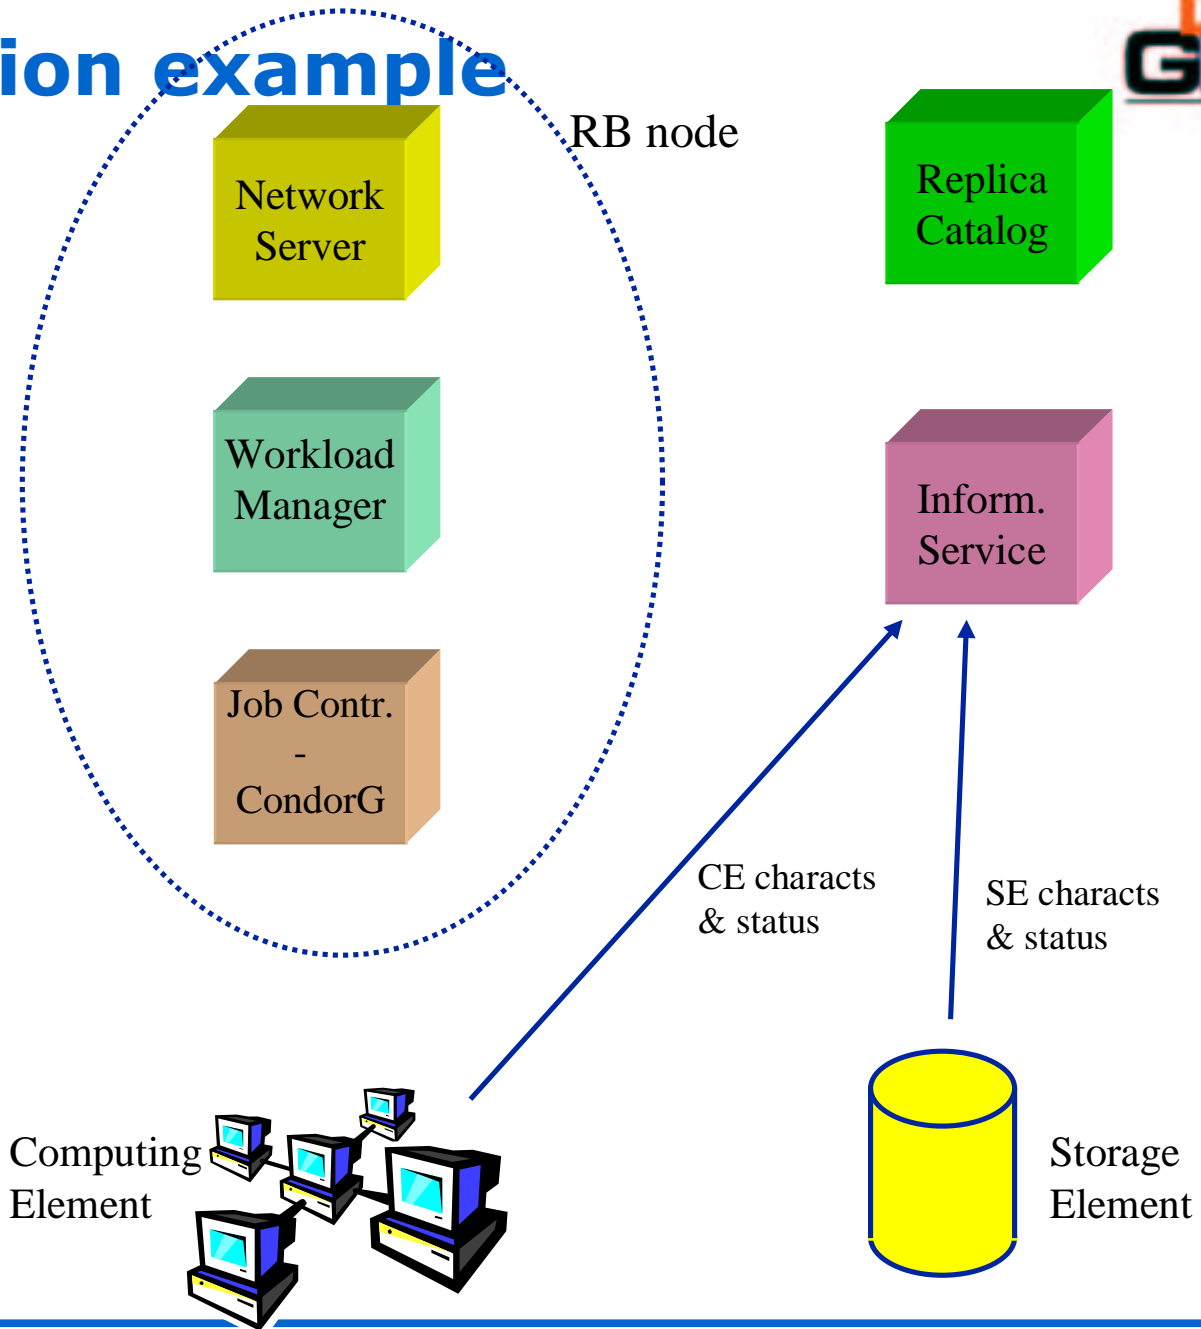 ion example
G
RB node
Network
Server
Replica
Catalog
Workload
Manager
Inform.
Service
Job Contr.
-
CondorG
CE characts
& status
SE characts
& status
Computing
Element
Storage
Element